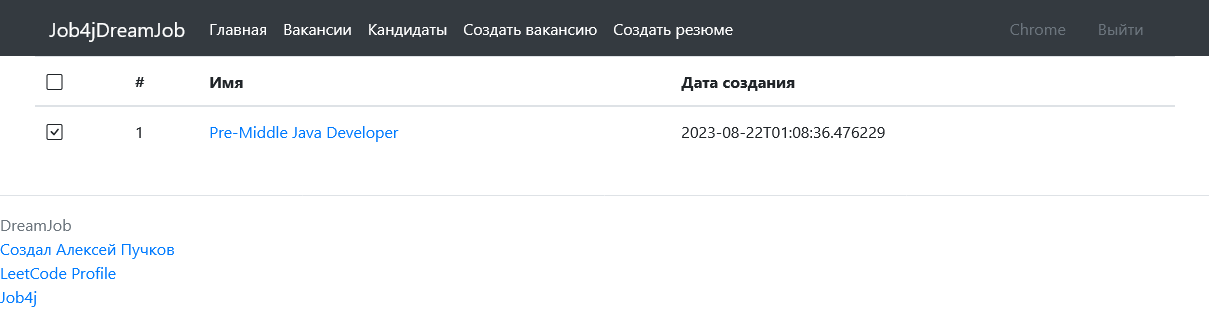 Job4jDreamJob Главная Вакансии Кандидаты Создать вакансию Создать резюме Chrome Выйти
# Имя Дата создания
1 Pre-Middle Java Developer 2023-08-22T01:08:36.476229
DreamJob
Создал Алексей Пучков
LeetCode Profile
Job4j